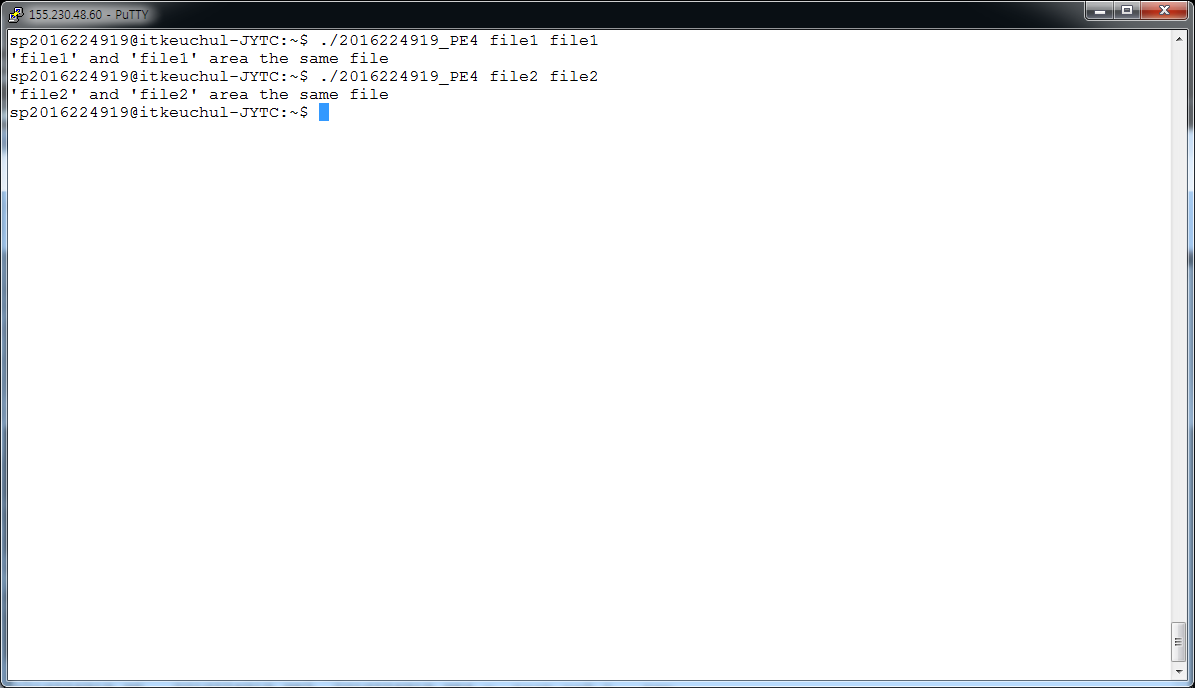 155.230.48.60 - PuTTY
sp2016224919@itkeuchul-JYTC:~$ ./2016224919_PE4 file1 file1
'file1' and 'file1' area the same file
sp2016224919@itkeuchul-JYTC:~$ ./2016224919_PE4 file2 file2
'file2' and 'file2' area the same file
sp2016224919@itkeuchul-JYTC:~$